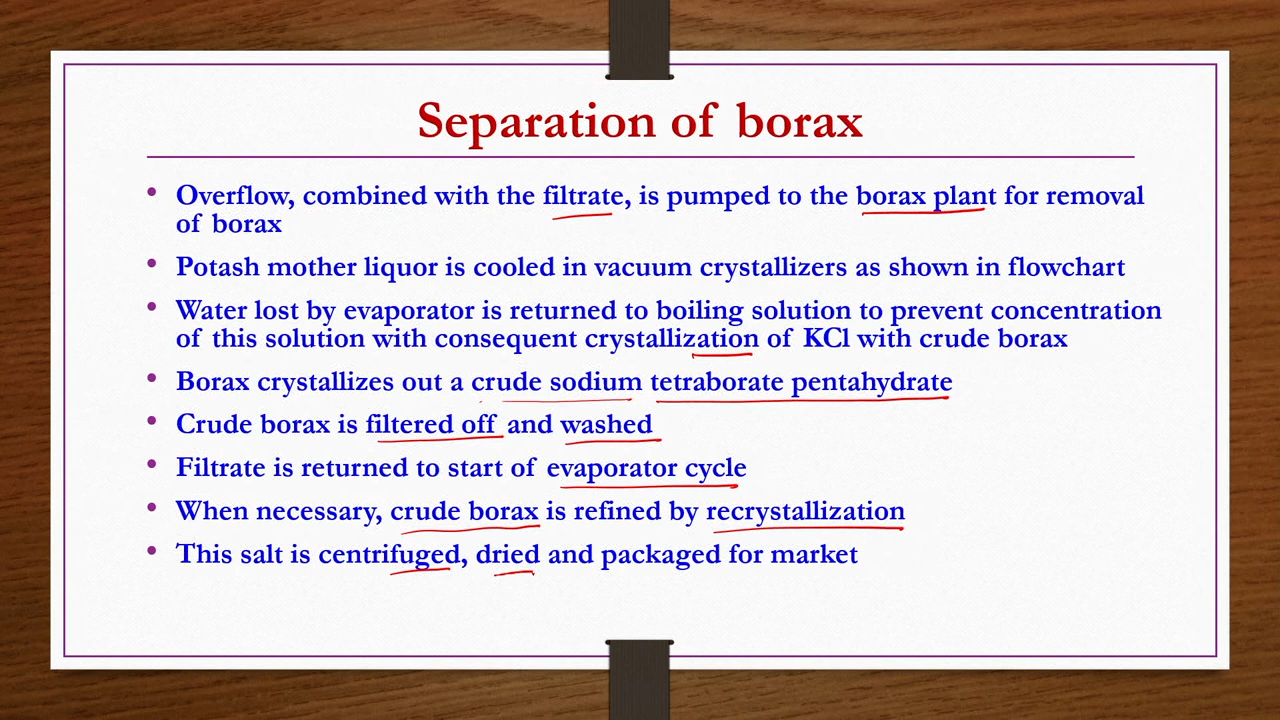 Separation of borax
• Overflow, combined with the filtrate, is pumped to the borax plant for removal
of borax
• Potash mother liquor is cooled in vacuum crystallizers as shown in flowchart
• Water lost by evaporator is returned to boiling solution to prevent concentration
of this solution with consequent crystallization of KCl with crude borax
• Borax crystallizes out a crude sodium tetraborate pentahydrate
• Crude borax is filtered off and washed
• Filtrate is returned to start of evaporator cycle
• When necessary, crude borax is refined by recrystallization
• This salt is centrifuged, dried and packaged for market